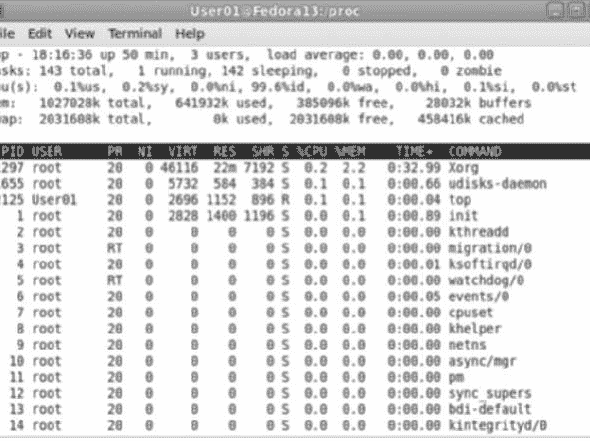 User01@Fedora13:/proc
ile Edit View Terminal Help
op - 18:16:36 up 50 min, 3 users, load average: 0.00, 0.00, 0.00
asks: 143 total, 1 running, 142 sleeping, 0 stopped, 0 zombie
pu(s): 0.1%us, 0.2%sy, 0.0%ni, 99.6%id, 0.0%wa, 0.0%hi, 0.1%si, 0.0%st
em: 1027028k total, 641932k used, 385096k free, 28032k buffers
wap: 2031608k total, 0k used, 2031608k free, 458416k cached
PID USER PR NI VIRT RES SHR S %CPU %MEM TIME+ COMMAND
297 root 20 0 46116 22m 7192 S 0.2 2.2 0:32.99 Xorg
655 root 20 0 5732 584 384 S 0.1 0.1 0:00.66 udisks-daemon
125 User01 20 0 2696 1152 896 R 0.1 0.1 0:00.04 top
1 root 20 0 2828 1400 1196 S 0.0 0.1 0:00.89 init
2 root 20 0 0 0 0 S 0.0 0.0 0:00.00 kthreadd
3 root RT 0 0 0 0 S 0.0 0.0 0:00.00 migration/0
4 root 20 0 0 0 0 S 0.0 0.0 0:00.01 ksoftirqd/0
5 root RT 0 0 0 0 S 0.0 0.0 0:00.00 watchdog/0
6 root 20 0 0 0 0 S 0.0 0.0 0:00.05 events/0
7 root 20 0 0 0 0 S 0.0 0.0 0:00.00 cpuset
8 root 20 0 0 0 0 S 0.0 0.0 0:00.00 khelper
9 root 20 0 0 0 0 S 0.0 0.0 0:00.00 netns
10 root 20 0 0 0 0 S 0.0 0.0 0:00.00 async/mgr
11 root 20 0 0 0 0 S 0.0 0.0 0:00.00 pm
12 root 20 0 0 0 0 S 0.0 0.0 0:00.00 sync_supers
13 root 20 0 0 0 0 S 0.0 0.0 0:00.00 bdi-default
14 root 20 0 0 0 0 S 0.0 0.0 0:00.00 kintegrityd/0